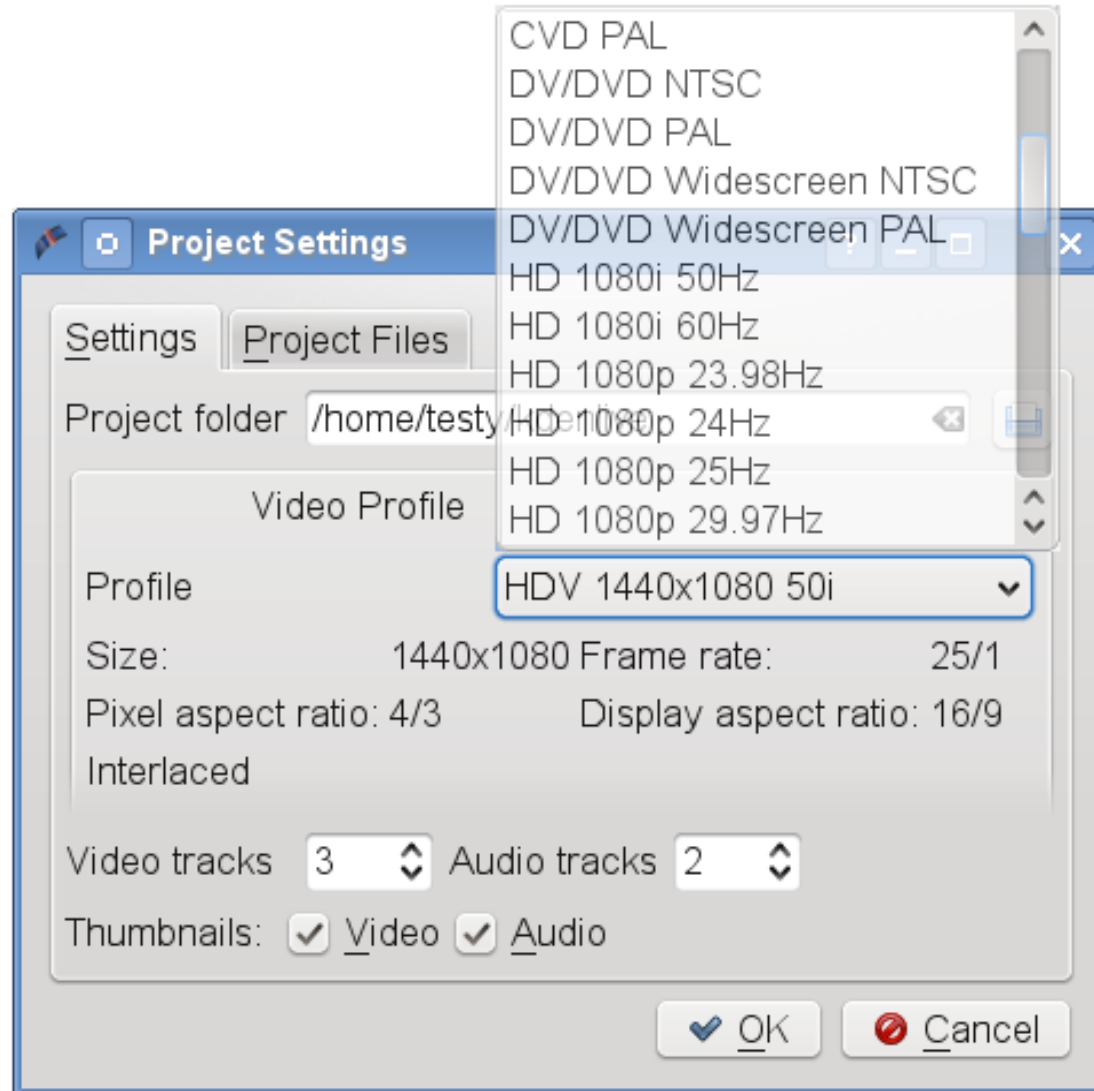 CVD PAL
DV/DVD NTSC
DV/DVD PAL
DV/DVD Widescreen NTSC
DV/DVD Widescreen PAL
HD 1080i 50Hz
HD 1080i 60Hz
HD 1080p 23.98Hz
HD 1080p 24Hz
HD 1080p 25Hz
HD 1080p 29.97Hz
Project Settings
Settings Project Files
Project folder /home/testy/kdenlive
Video Profile
Profile HDV 1440x1080 50i
Size: 1440x1080 Frame rate: 25/1
Pixel aspect ratio: 4/3 Display aspect ratio: 16/9
Interlaced
Video tracks 3 Audio tracks 2
Thumbnails: Video Audio
OK Cancel